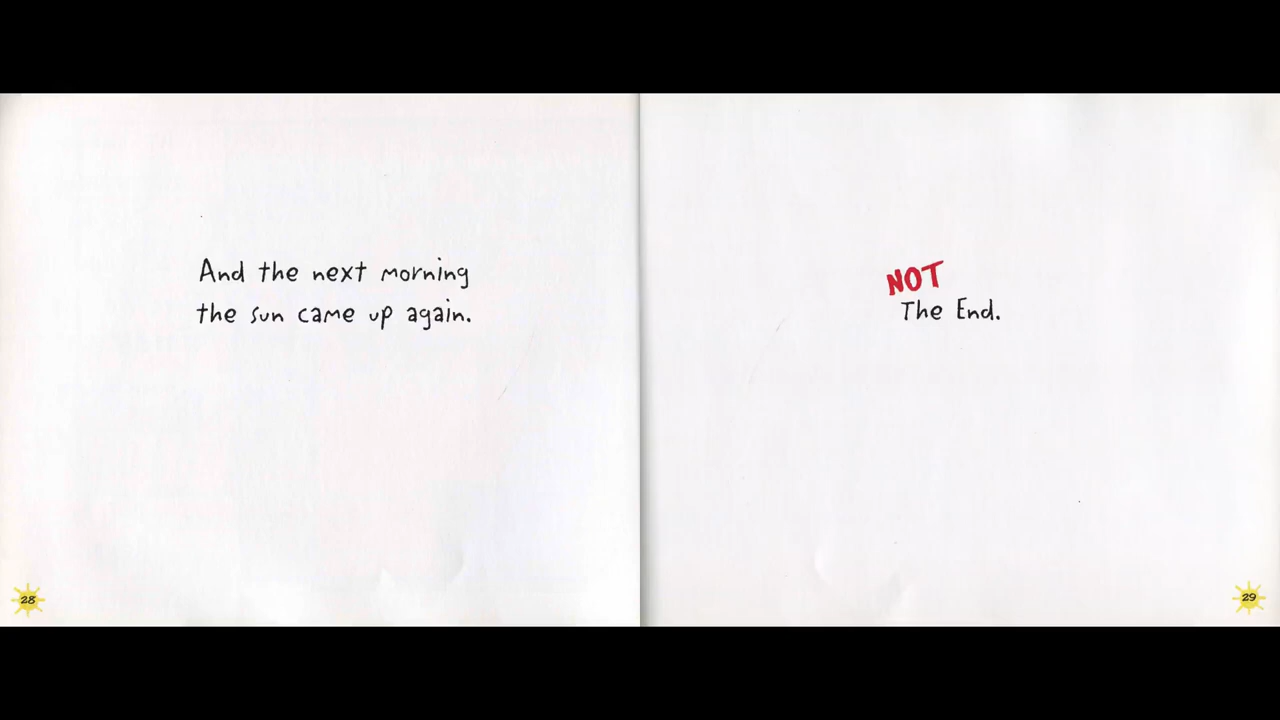 And the next morning
the sun came up again.
28
NOT
The End.
29